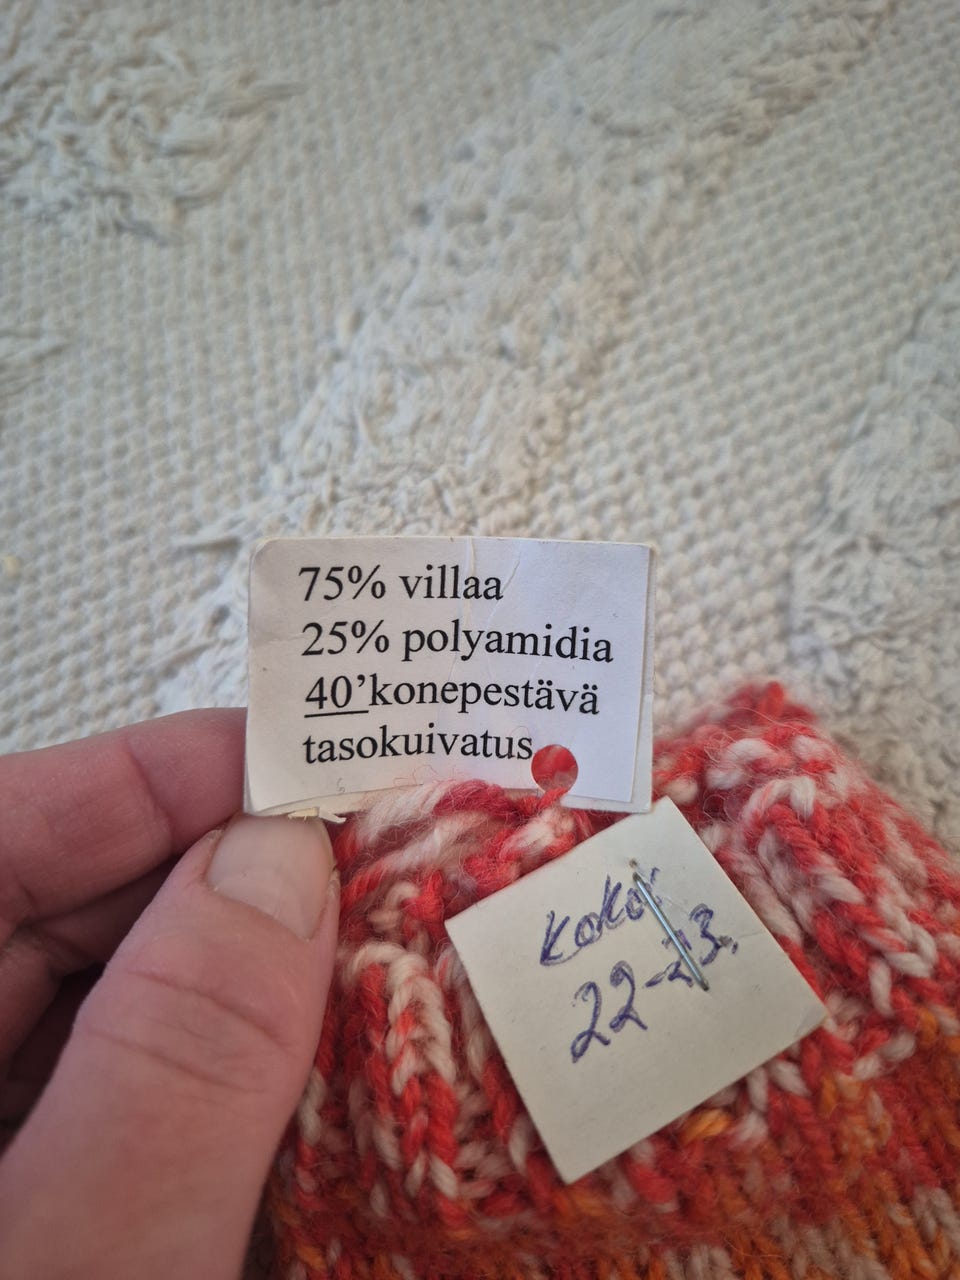 75% villaa
25% polyamidia
40’konepestävä
tasokuivatus
koko
22-23.